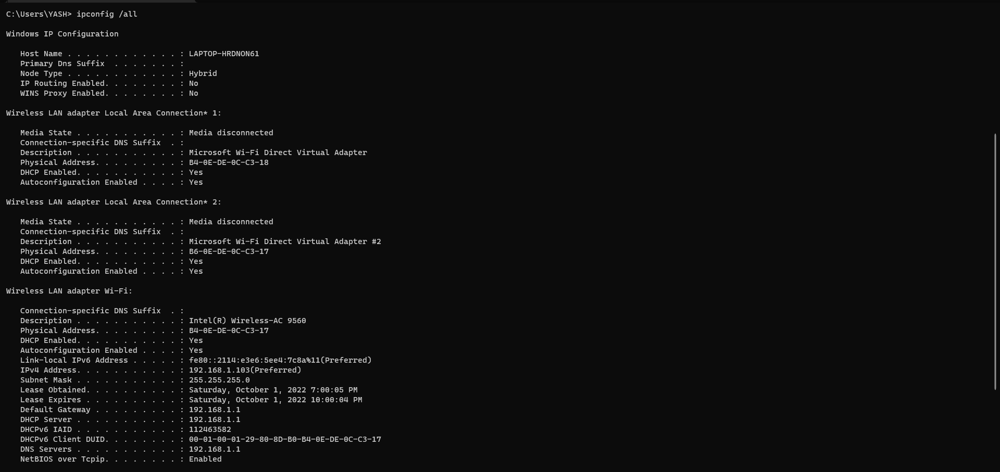 C:\Users\YASH> ipconfig /all
Windows IP Configuration
Host Name . . . . . . . . . . . . : LAPTOP-HRDNON61
Primary Dns Suffix  . . . . . . . :
Node Type . . . . . . . . . . . . : Hybrid
IP Routing Enabled. . . . . . . . : No
WINS Proxy Enabled. . . . . . . . : No
Wireless LAN adapter Local Area Connection* 1:
Media State . . . . . . . . . . . : Media disconnected
Connection-specific DNS Suffix  . :
Description . . . . . . . . . . . : Microsoft Wi-Fi Direct Virtual Adapter
Physical Address. . . . . . . . . : B4-0E-DE-0C-C3-18
DHCP Enabled. . . . . . . . . . . : Yes
Autoconfiguration Enabled . . . . : Yes
Wireless LAN adapter Local Area Connection* 2:
Media State . . . . . . . . . . . : Media disconnected
Connection-specific DNS Suffix  . :
Description . . . . . . . . . . . : Microsoft Wi-Fi Direct Virtual Adapter #2
Physical Address. . . . . . . . . : B6-0E-DE-0C-C3-17
DHCP Enabled. . . . . . . . . . . : Yes
Autoconfiguration Enabled . . . . : Yes
Wireless LAN adapter Wi-Fi:
Connection-specific DNS Suffix  . :
Description . . . . . . . . . . . : Intel(R) Wireless-AC 9560
Physical Address. . . . . . . . . : B4-0E-DE-0C-C3-17
DHCP Enabled. . . . . . . . . . . : Yes
Autoconfiguration Enabled . . . . : Yes
Link-local IPv6 Address . . . . . : fe80::2114:e3e6:5ee4:7c8a%11(Preferred)
IPv4 Address. . . . . . . . . . . : 192.168.1.103(Preferred)
Subnet Mask . . . . . . . . . . . : 255.255.255.0
Lease Obtained. . . . . . . . . . : Saturday, October 1, 2022 7:00:05 PM
Lease Expires . . . . . . . . . . : Saturday, October 1, 2022 10:00:04 PM
Default Gateway . . . . . . . . . : 192.168.1.1
DHCP Server . . . . . . . . . . . : 192.168.1.1
DHCPv6 IAID . . . . . . . . . . . : 112463582
DHCPv6 Client DUID. . . . . . . . : 00-01-00-01-29-80-8D-B0-B4-0E-DE-0C-C3-17
DNS Servers . . . . . . . . . . . : 192.168.1.1
NetBIOS over Tcpip. . . . . . . . : Enabled